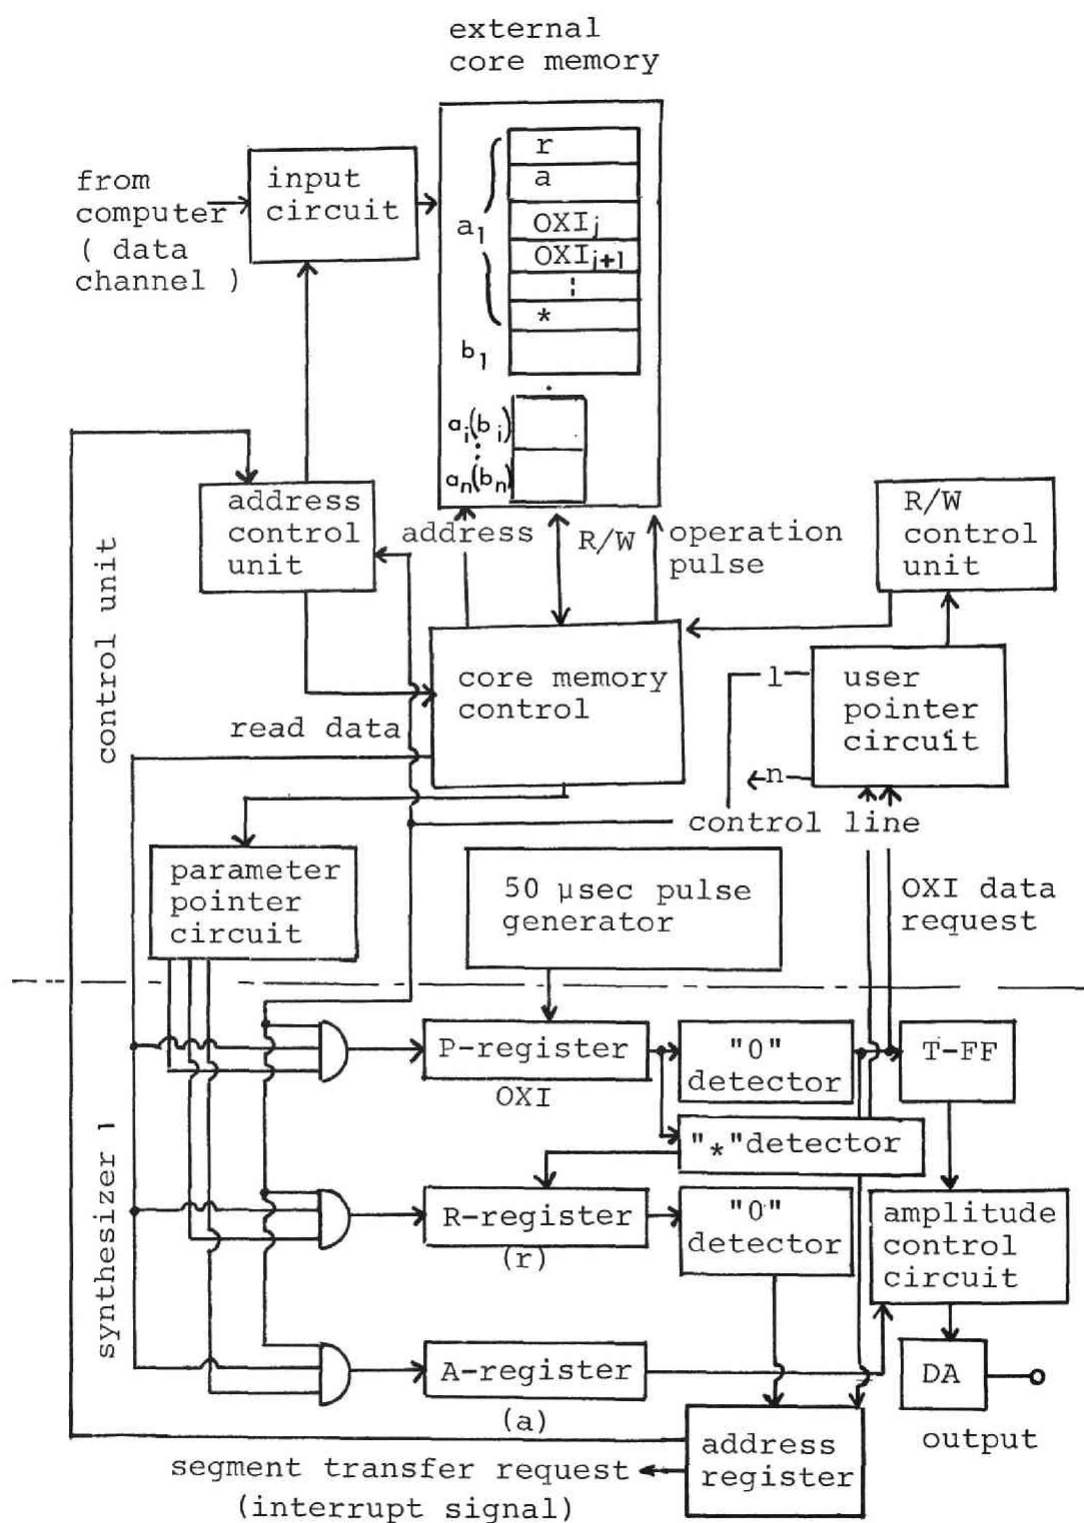 external
core memory
from
computer
( data
channel )
input
circuit
r
a
OXIj
OXIj+1
*
a1
b1
ai(bi)
an(bn)
address
control
unit
address
R/W
operation
pulse
R/W
control
unit
control unit
core memory
control
read data
1
n
user
pointer
circuit
control line
parameter
pointer
circuit
50 μsec pulse
generator
OXI data
request
synthesizer 1
P-register
OXI
"0"
detector
T-FF
"*"detector
R-register
(r)
"0"
detector
amplitude
control
circuit
A-register
(a)
DA
output
address
register
segment transfer request
(interrupt signal)